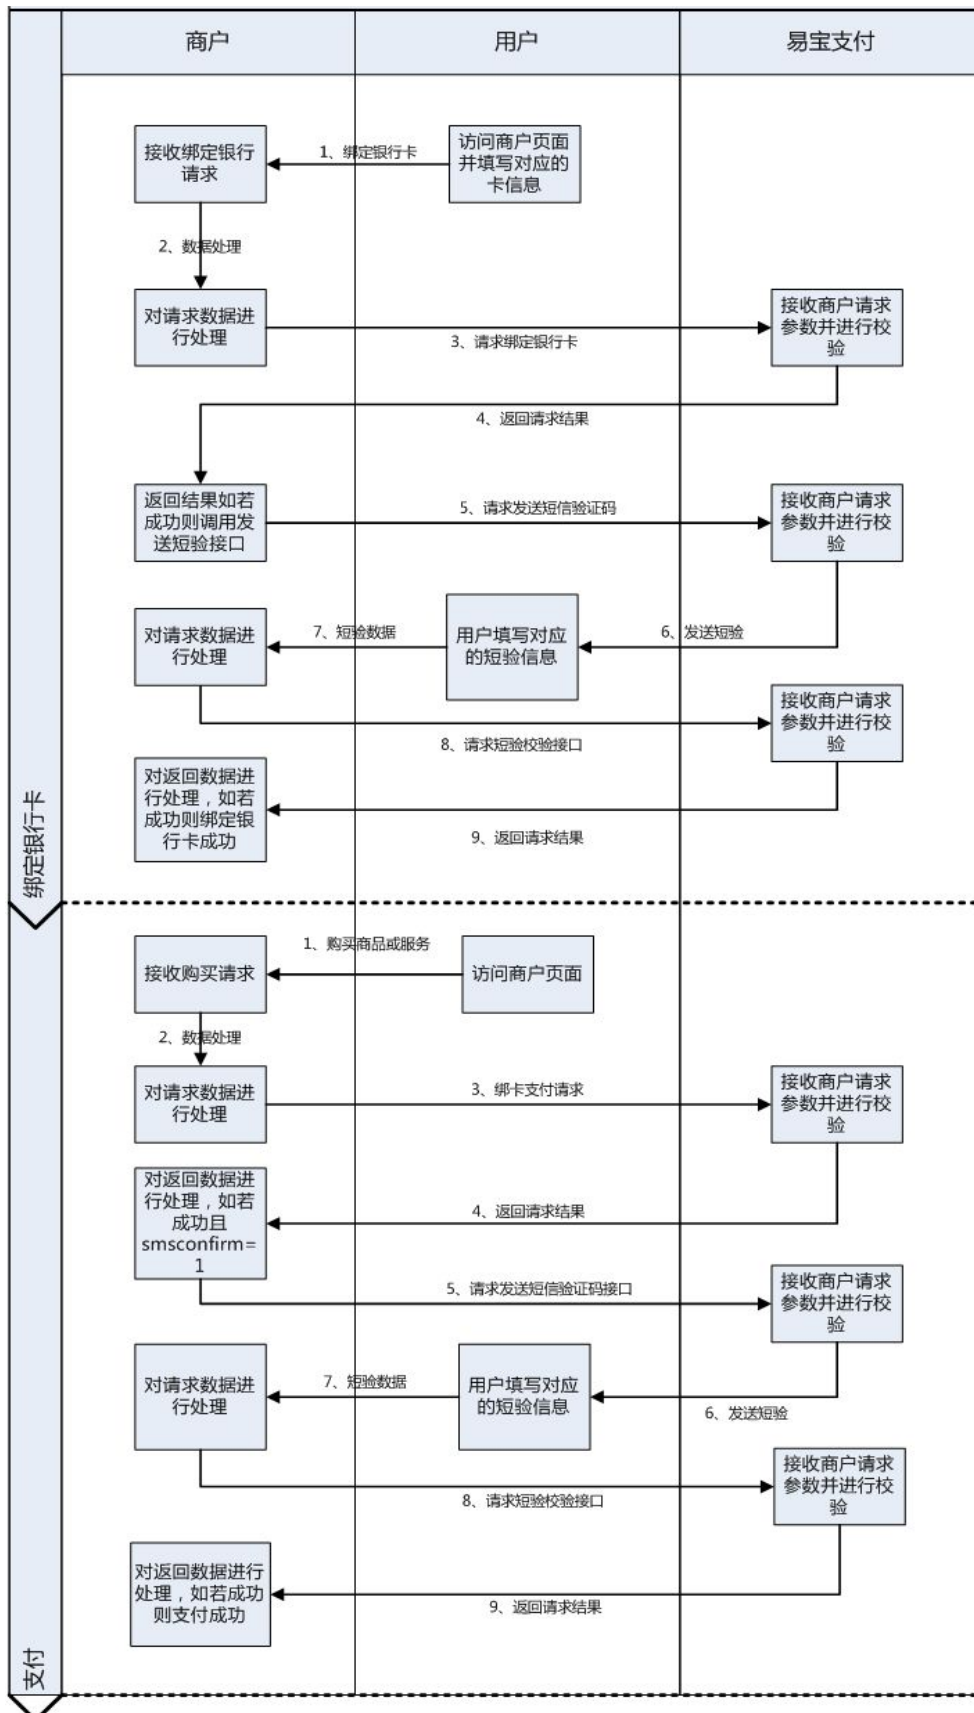 商户
用户
易宝支付
接收绑定银行
请求
1、绑定银行卡
访问商户页面
并填写对应的
卡信息
2、数据处理
对请求数据进
行处理
3、请求绑定银行卡
接收商户请求
参数并进行校
验
4、返回请求结果
返回结果如若
成功则调用发
送短验接口
5、请求发送短信验证码
接收商户请求
参数并进行校
验
对请求数据进
行处理
7、短验数据
用户填写对应
的短验信息
6、发送短验
8、请求短验校验接口
接收商户请求
参数并进行校
验
对返回数据进
行处理，如若
成功则绑定银
行卡成功
9、返回请求结果
绑定银行卡
接收购买请求
1、购买商品或服务
访问商户页面
2、数据处理
对请求数据进
行处理
3、绑卡支付请求
接收商户请求
参数并进行校
验
对返回数据进
行处理，如若
成功且
smsconfirm=
1
4、返回请求结果
5、请求发送短信验证码接口
接收商户请求
参数并进行校
验
对请求数据进
行处理
7、短验数据
用户填写对应
的短验信息
6、发送短验
8、请求短验校验接口
接收商户请求
参数并进行校
验
对返回数据进行
处理，如若成功
则支付成功
9、返回请求结果
支付